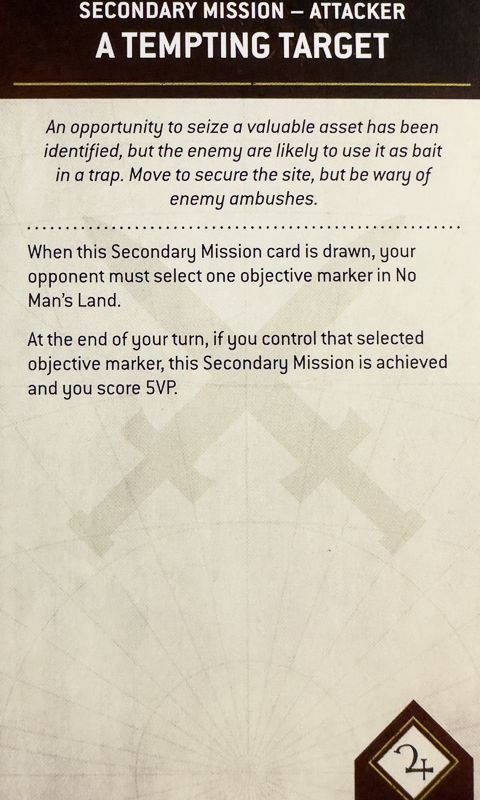 SECONDARY MISSION – ATTACKER
A TEMPTING TARGET
An opportunity to seize a valuable asset has been
identified, but the enemy are likely to use it as bait
in a trap. Move to secure the site, but be wary of
enemy ambushes.
When this Secondary Mission card is drawn, your
opponent must select one objective marker in No
Man's Land.
At the end of your turn, if you control that selected
objective marker, this Secondary Mission is achieved
and you score 5VP.